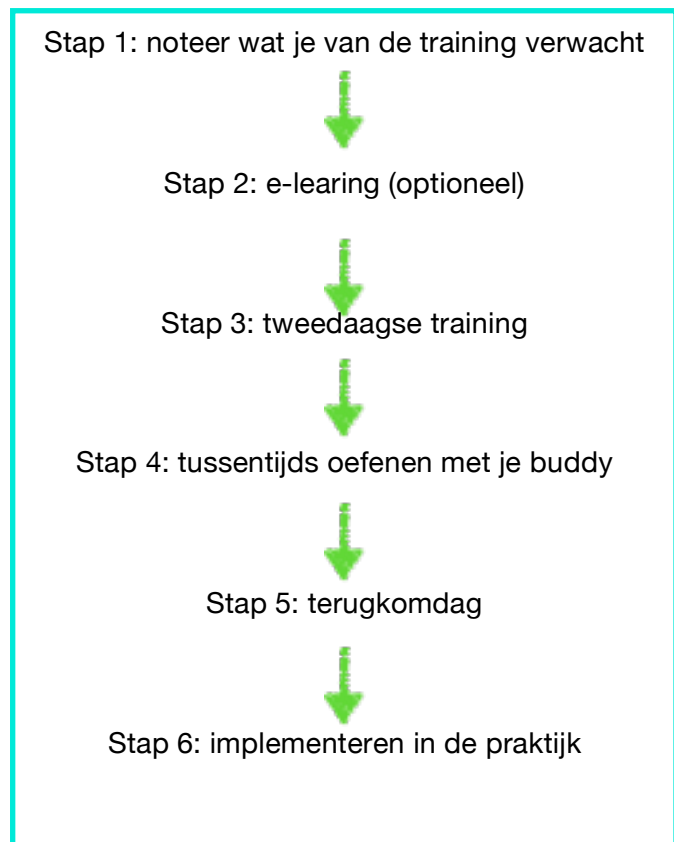 Stap 1: noteer wat je van de training verwacht
Stap 2: e-learing (optioneel)
Stap 3: tweedaagse training
Stap 4: tussentijds oefenen met je buddy
Stap 5: terugkomdag
Stap 6: implementeren in de praktijk